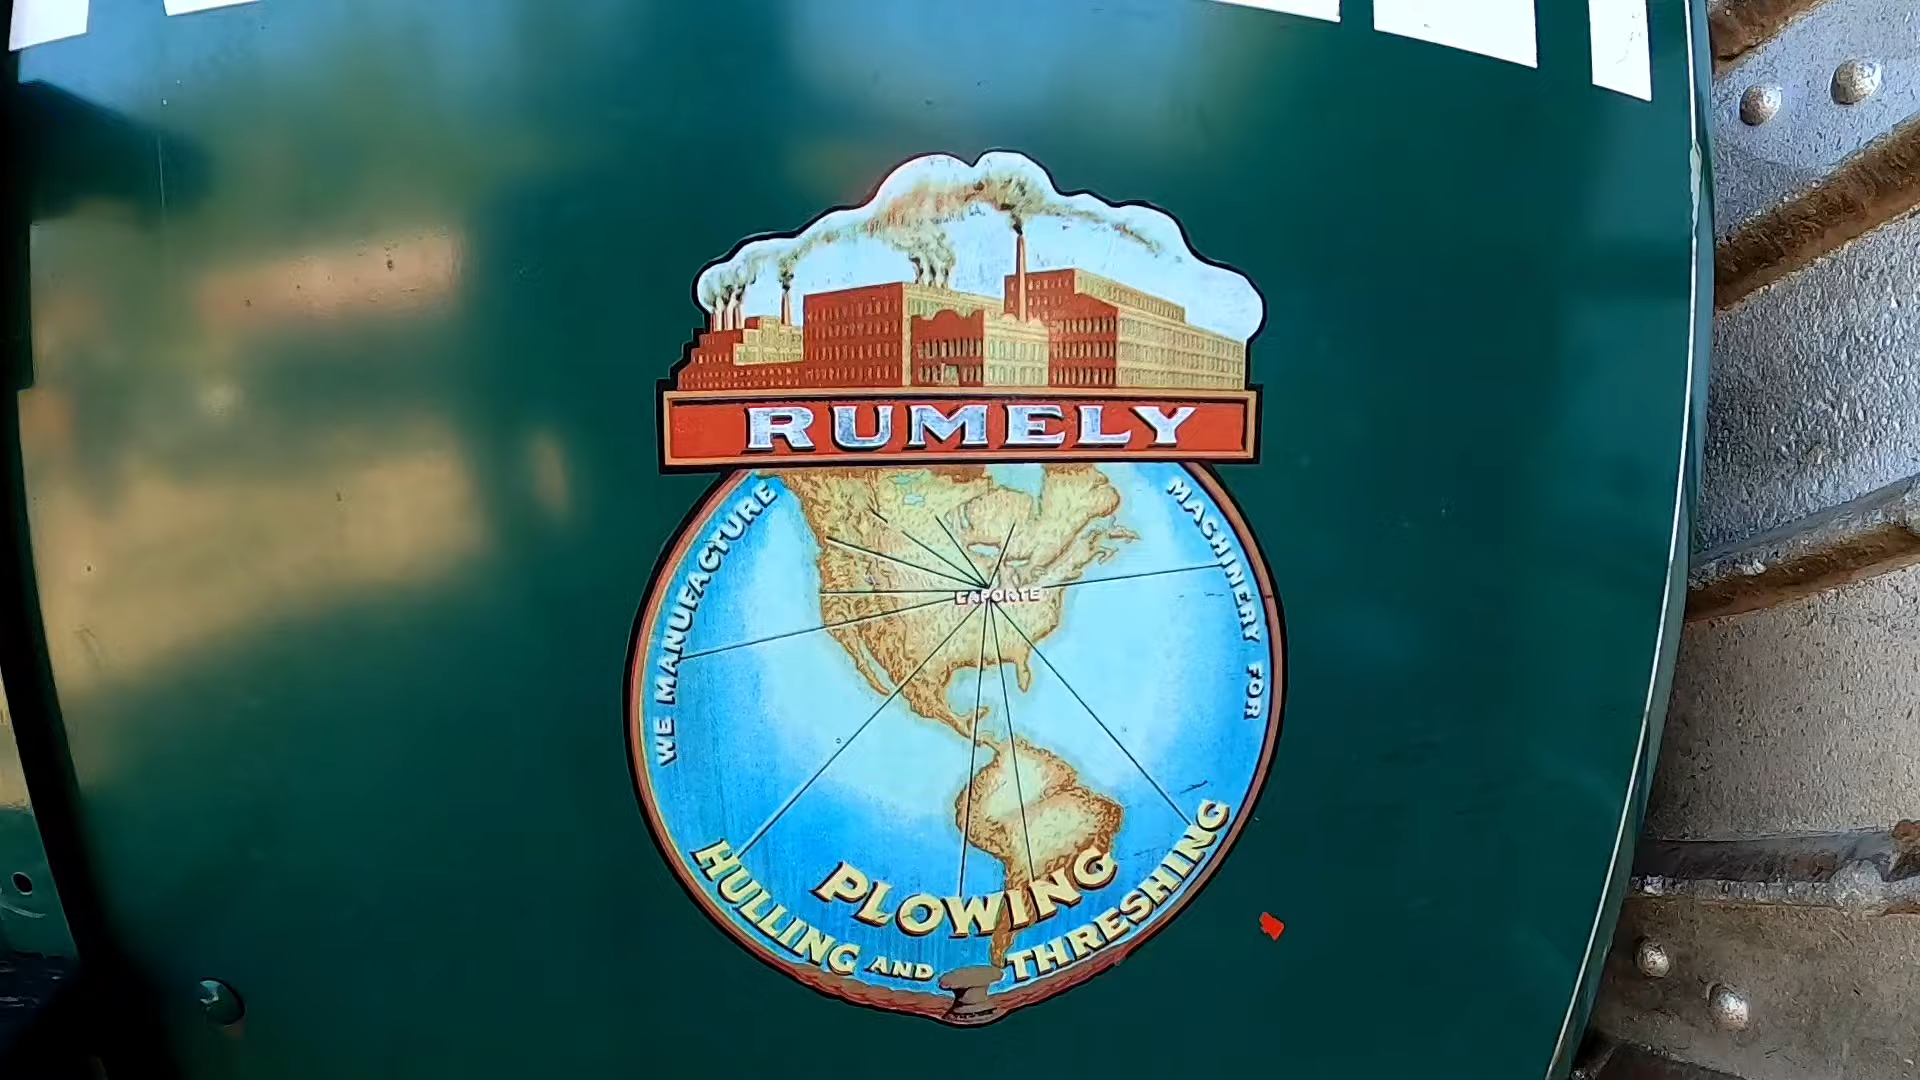 RUMELY
WE MANUFACTURE
MACHINERY FOR
LAPORTE
PLOWING
HULLING AND THRESHING